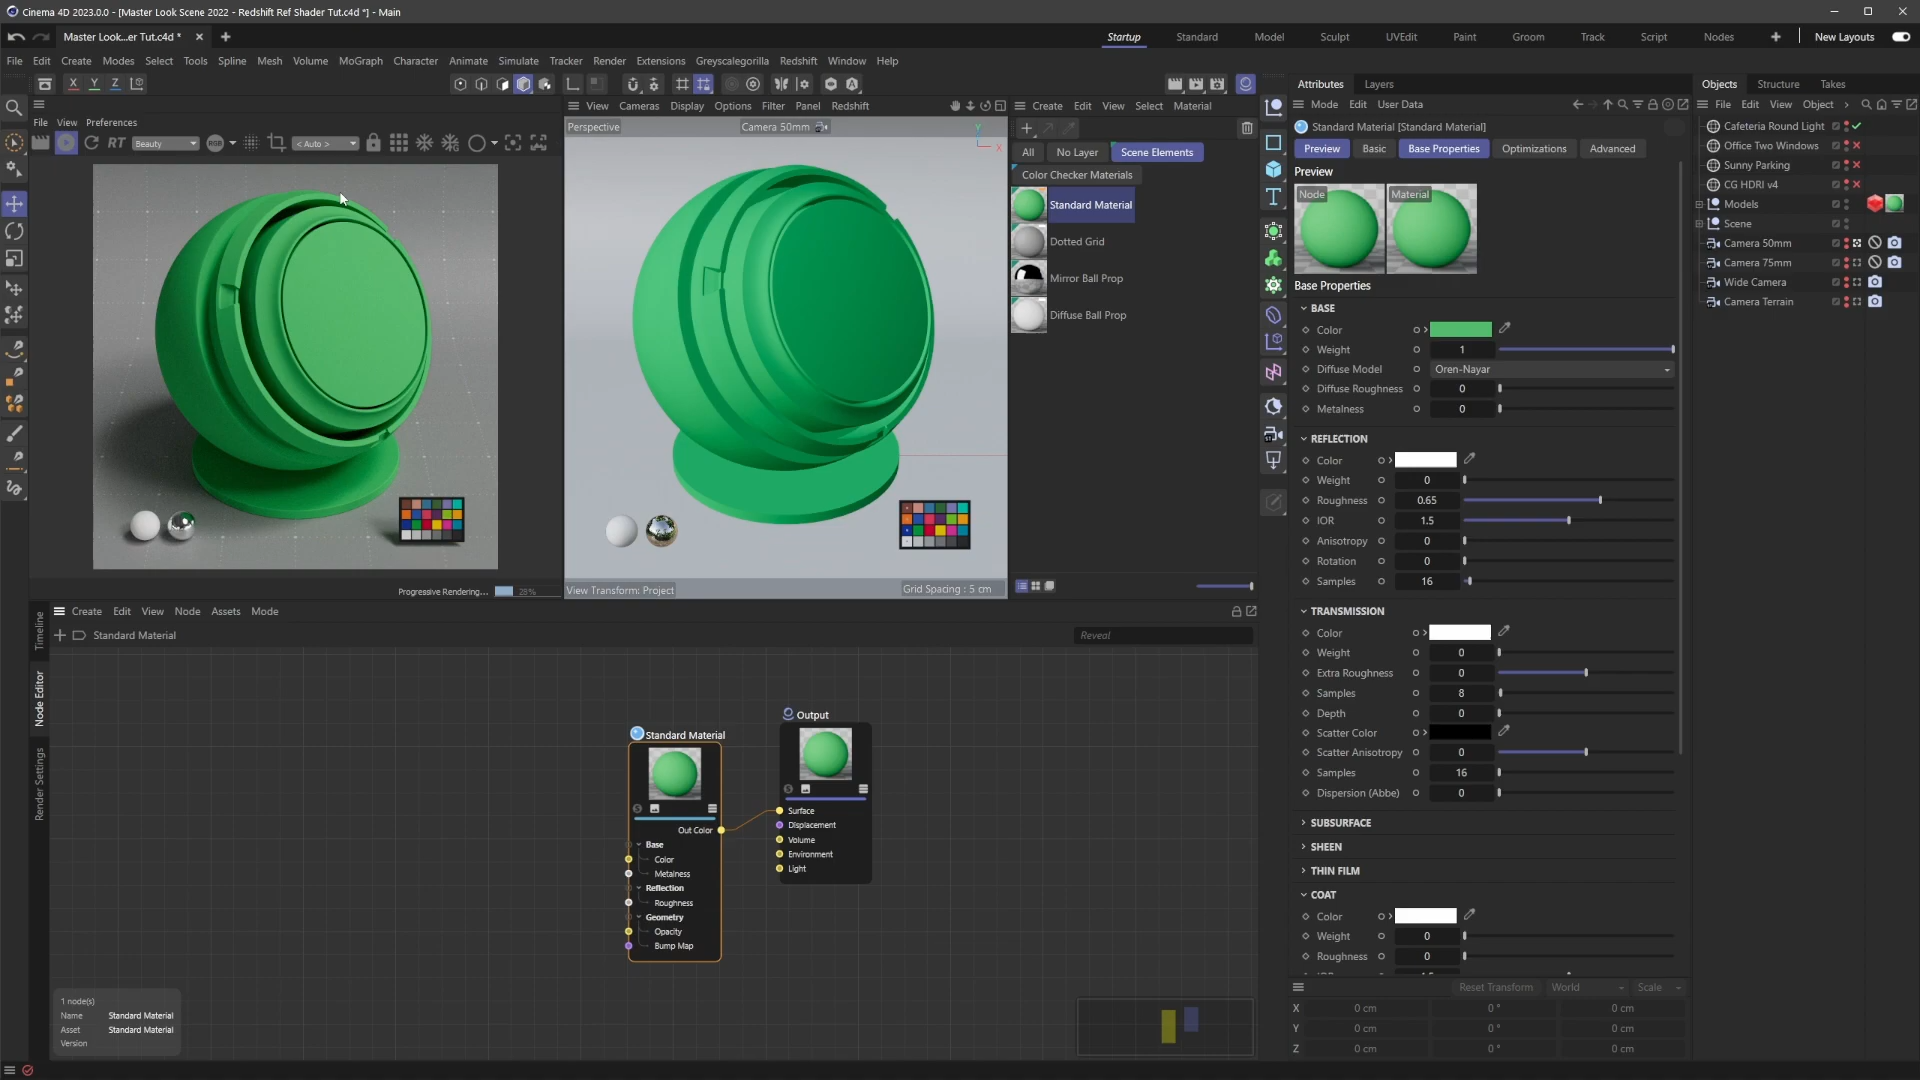 Cinema 4D 2023.0.0 - [Master Look Scene 2022 - Redshift Ref Shader Tut.c4d *] - Main
Master Look...er Tut.c4d *
Startup Standard Model Sculpt UVEdit Paint Groom Track Script Nodes New Layouts
File Edit Create Modes Select Tools Spline Mesh Volume MoGraph Character Animate Simulate Tracker Render Extensions Greyscalegorilla Redshift Window Help
X Y Z
File View Preferences
RT Beauty RGB < Auto >
Progressive Rendering... 28%
View Cameras Display Options Filter Panel Redshift
Perspective
Camera 50mm
Y
X
View Transform: Project
Grid Spacing : 5 cm
Create Edit View Select Material
All No Layer Scene Elements
Color Checker Materials
Standard Material
Dotted Grid
Mirror Ball Prop
Diffuse Ball Prop
Attributes Layers
Mode Edit User Data
Standard Material [Standard Material]
Preview Basic Base Properties Optimizations Advanced
Preview
Node Material
Base Properties
BASE
Color
Weight 1
Diffuse Model Oren-Nayar
Diffuse Roughness 0
Metalness 0
REFLECTION
Color
Weight 0
Roughness 0.65
IOR 1.5
Anisotropy 0
Rotation 0
Samples 16
TRANSMISSION
Color
Weight 0
Extra Roughness 0
Samples 8
Depth 0
Scatter Color
Scatter Anisotropy 0
Samples 16
Dispersion (Abbe) 0
SUBSURFACE
SHEEN
THIN FILM
COAT
Color
Weight 0
Roughness 0
Reset Transform World Scale
X 0 cm 0 ° 0 cm
Y 0 cm 0 ° 0 cm
Z 0 cm 0 ° 0 cm
Objects Structure Takes
File Edit View Object
Cafeteria Round Light
Office Two Windows
Sunny Parking
CG HDRI v4
Models
Scene
Camera 50mm
Camera 75mm
Wide Camera
Camera Terrain
Timeline
Node Editor
Render Settings
Create Edit View Node Assets Mode
Standard Material
Reveal
Standard Material
Out Color
Base
Color
Metalness
Reflection
Roughness
Geometry
Opacity
Bump Map
Output
Surface
Displacement
Volume
Environment
Light
1 node(s)
Name Standard Material
Asset Standard Material
Version